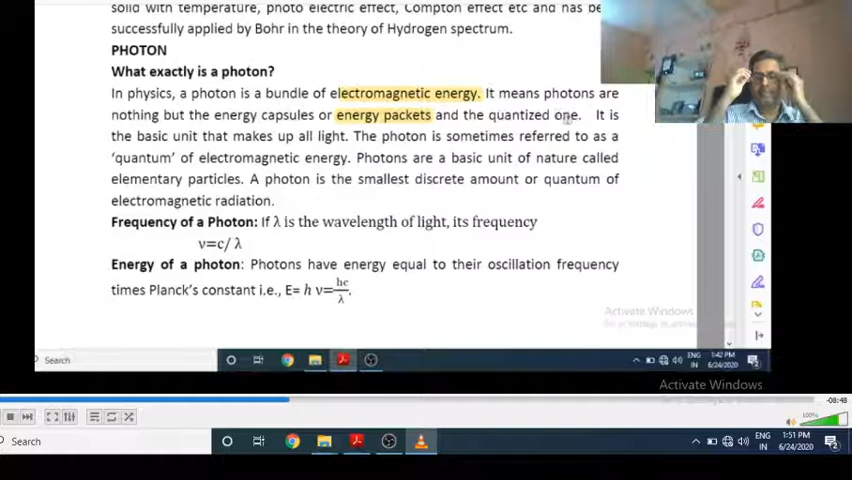 solid with temperature, photo electric effect, Compton effect etc and has be
successfully applied by Bohr in the theory of Hydrogen spectrum.
PHOTON
What exactly is a photon?
In physics, a photon is a bundle of electromagnetic energy. It means photons are
nothing but the energy capsules or energy packets and the quantized one. It is
the basic unit that makes up all light. The photon is sometimes referred to as a
‘quantum’ of electromagnetic energy. Photons are a basic unit of nature called
elementary particles. A photon is the smallest discrete amount or quantum of
electromagnetic radiation.
Frequency of a Photon: If λ is the wavelength of light, its frequency
ν=c/ λ
Energy of a photon: Photons have energy equal to their oscillation frequency
times Planck's constant i.e., E= h ν=hc/λ.
Activate Windows
Search
1:42 PM
ENG
IN
6/24/2020
2
Activate Windows
-08:48
100%
Search
ENG
IN
1:51 PM
6/24/2020
2